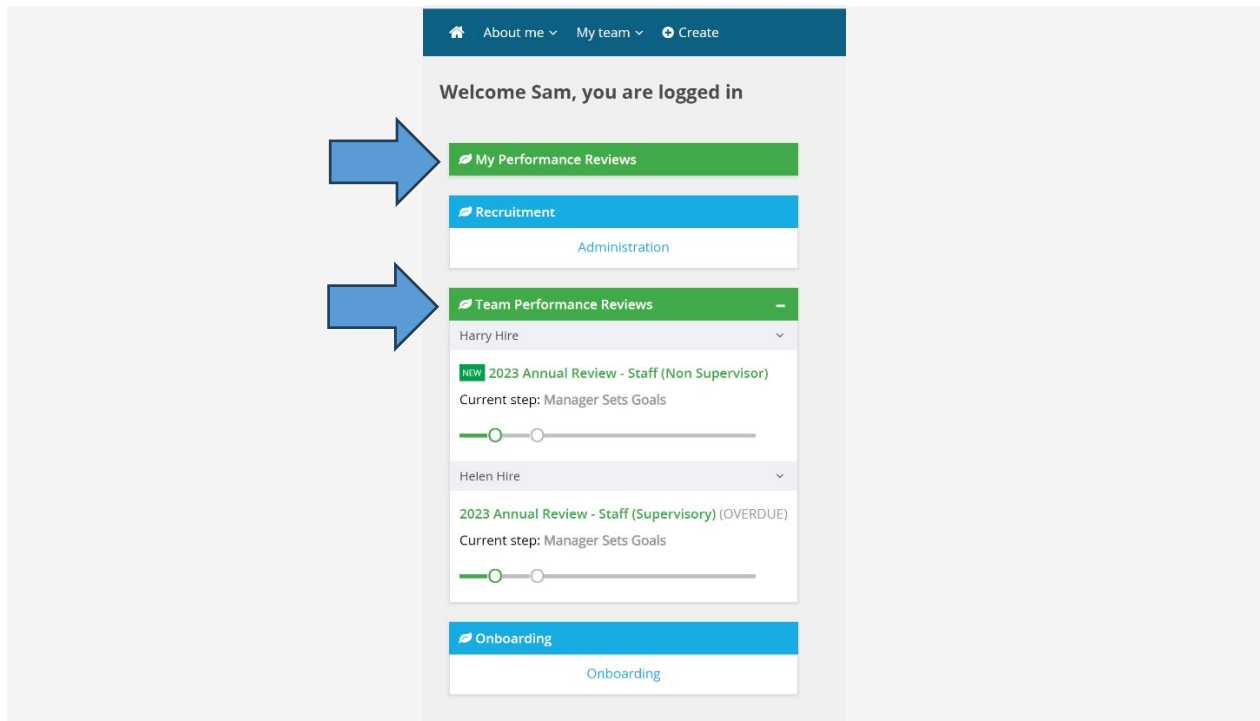 About me My team Create
Welcome Sam, you are logged in
My Performance Reviews
Recruitment
Administration
Team Performance Reviews
Harry Hire
NEW 2023 Annual Review - Staff (Non Supervisor)
Current step: Manager Sets Goals
Helen Hire
2023 Annual Review - Staff (Supervisory) (OVERDUE)
Current step: Manager Sets Goals
Onboarding
Onboarding